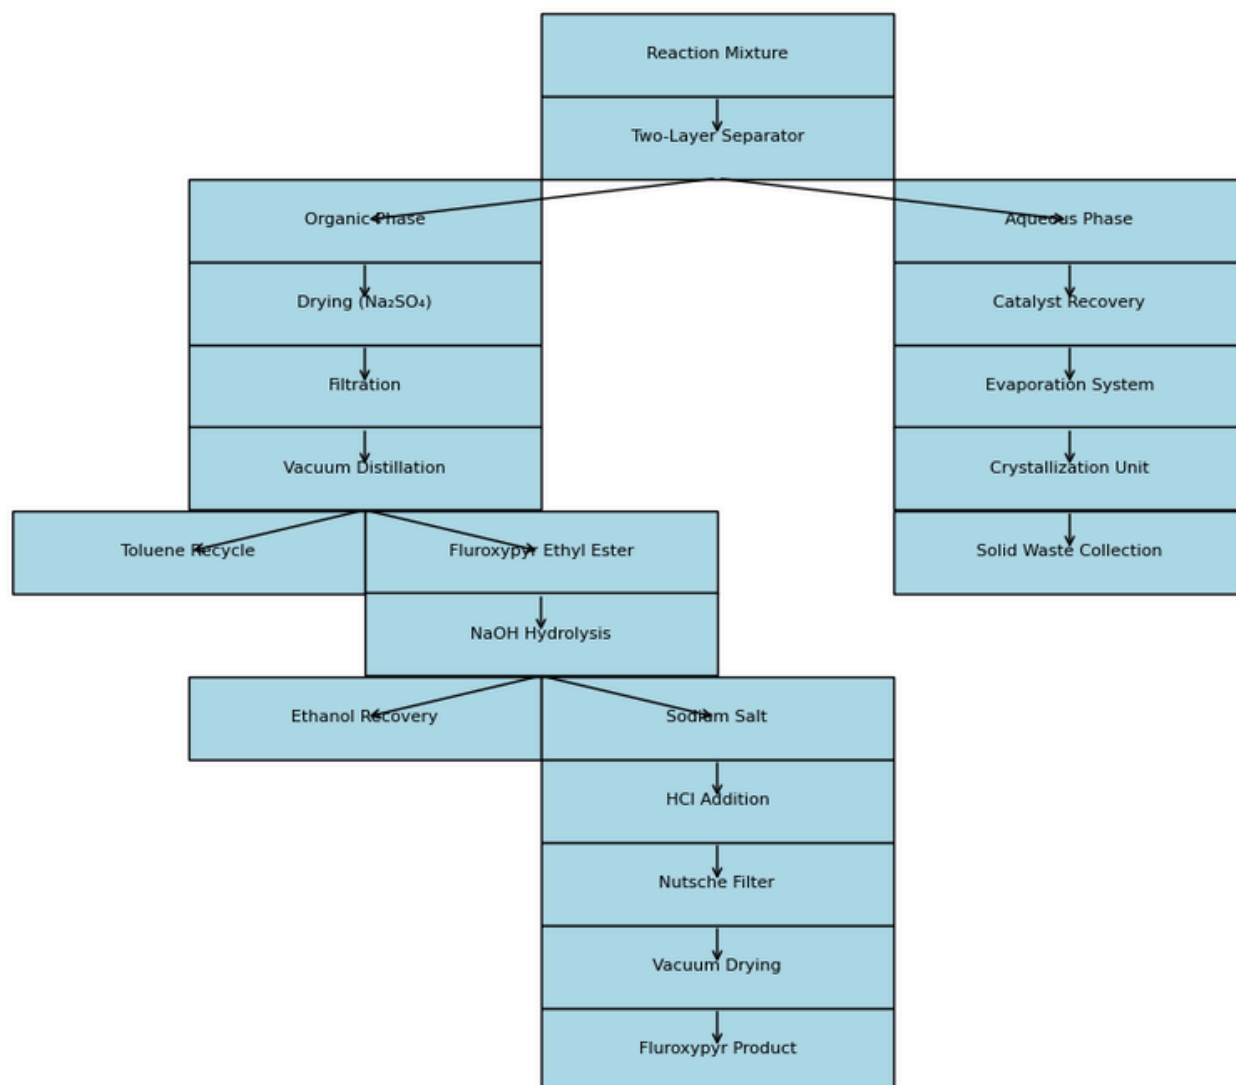 Reaction Mixture
Two-Layer Separator
Organic Phase
Aqueous Phase
Drying (Na₂SO₄)
Catalyst Recovery
Filtration
Evaporation System
Vacuum Distillation
Crystallization Unit
Toluene Recycle
Fluroxypyr Ethyl Ester
Solid Waste Collection
NaOH Hydrolysis
Ethanol Recovery
Sodium Salt
HCl Addition
Nutsche Filter
Vacuum Drying
Fluroxypyr Product